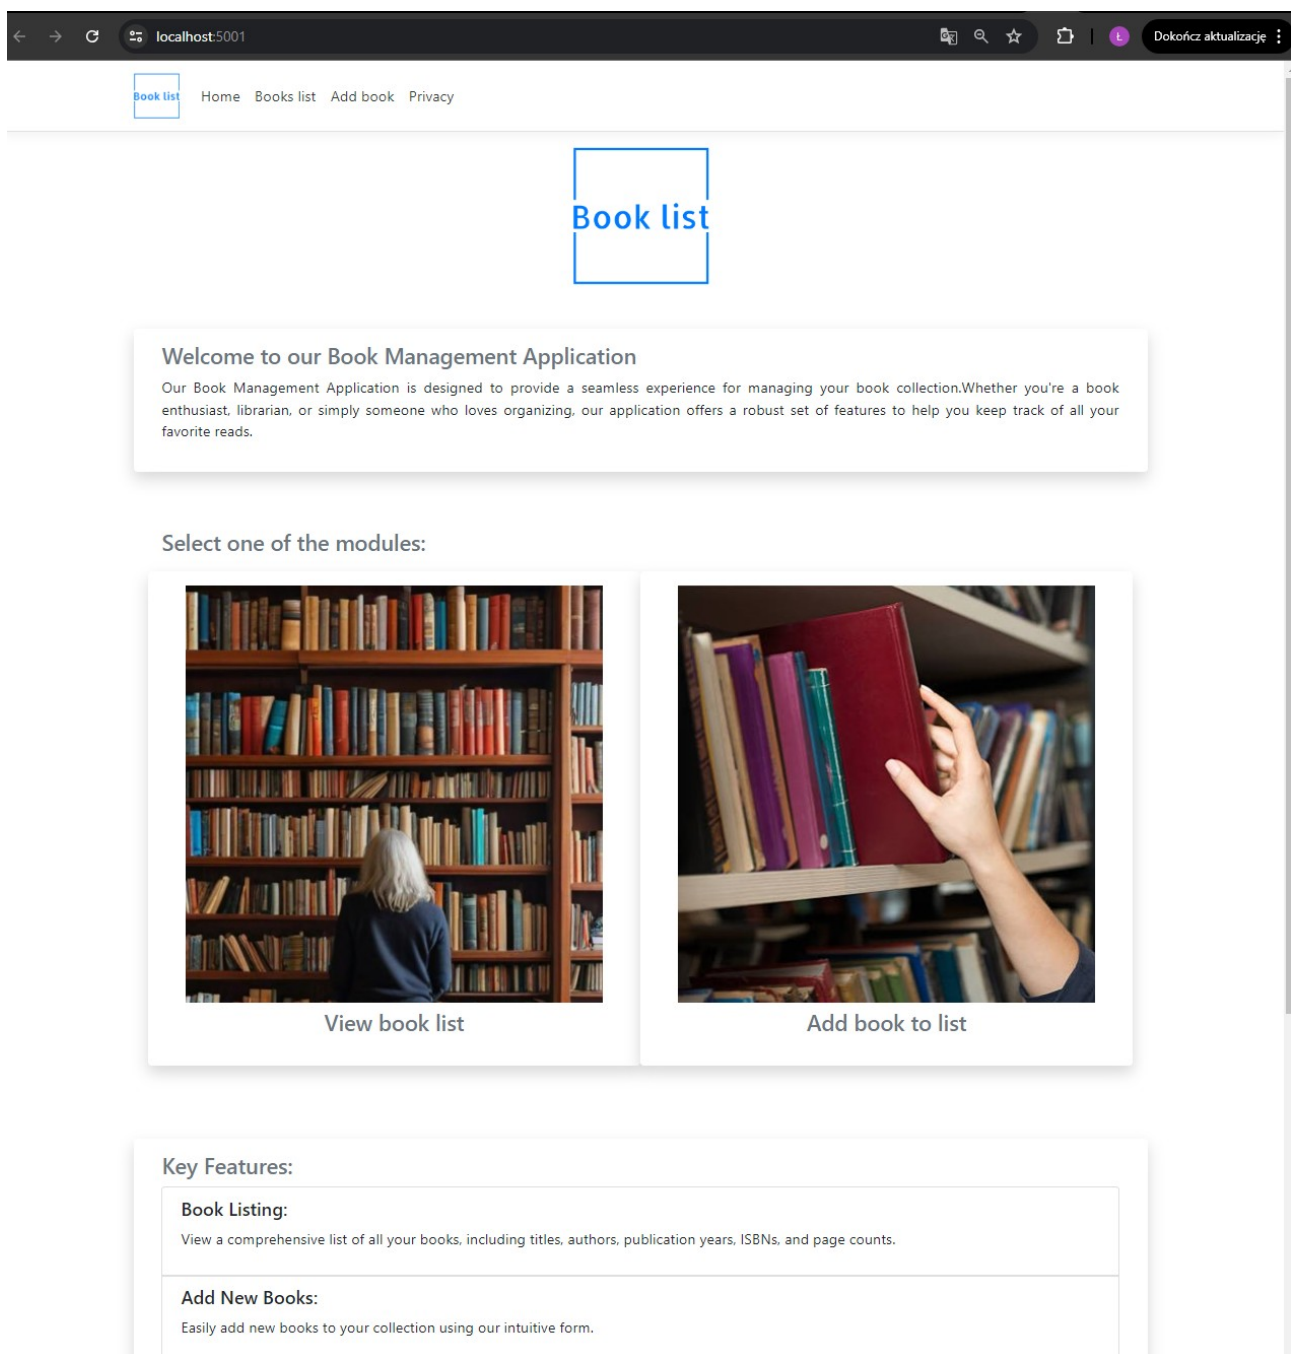 localhost:5001
Ł
Dokończ aktualizację
Book list
Home Books list Add book Privacy
Book list
Welcome to our Book Management Application
Our Book Management Application is designed to provide a seamless experience for managing your book collection.Whether you're a book
enthusiast, librarian, or simply someone who loves organizing, our application offers a robust set of features to help you keep track of all your
favorite reads.
Select one of the modules:
View book list
Add book to list
Key Features:
Book Listing:
View a comprehensive list of all your books, including titles, authors, publication years, ISBNs, and page counts.
Add New Books:
Easily add new books to your collection using our intuitive form.